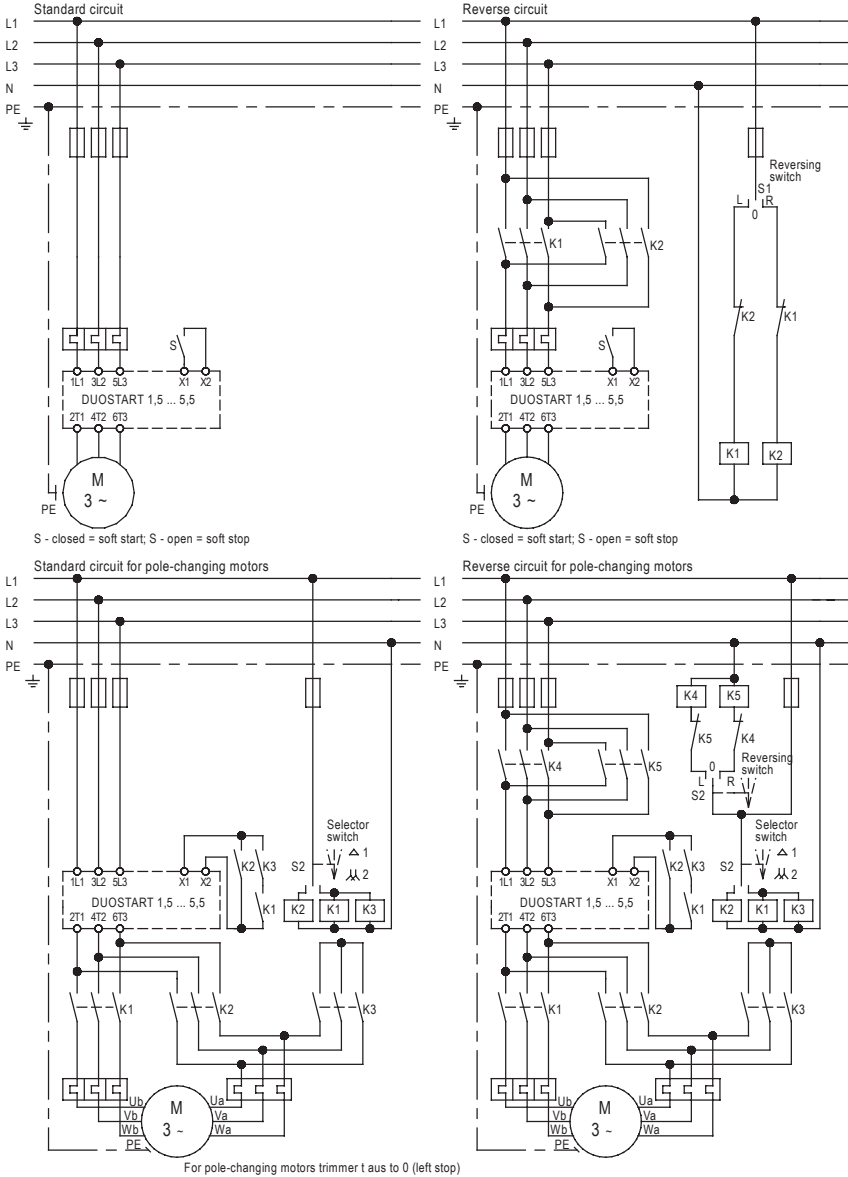 Standard circuit
L1
L2
L3
N
PE
S
1L1 3L2 5L3 X1 X2
DUOSTART 1,5 ... 5,5
2T1 4T2 6T3
M
3 ~
PE
S - closed = soft start; S - open = soft stop
Reverse circuit
L1
L2
L3
N
PE
Reversing
switch
S1
L R
0
K1 K2
K2 K1
S
1L1 3L2 5L3 X1 X2
DUOSTART 1,5 ... 5,5
2T1 4T2 6T3
K1 K2
M
3 ~
PE
S - closed = soft start; S - open = soft stop
Standard circuit for pole-changing motors
L1
L2
L3
N
PE
Selector
switch
K2 K3 S2 1
2
1L1 3L2 5L3 X1 X2
DUOSTART 1,5 ... 5,5 K1 K2 K1 K3
2T1 4T2 6T3
K1 K2 K3
Ub Ua
Vb M Va
Wb 3 ~ Wa
PE
Reverse circuit for pole-changing motors
L1
L2
L3
N
PE
K4 K5
K5 K4
K4 K5
0 Reversing
L R switch
S2
Selector
switch
K2 K3 S2 1
2
1L1 3L2 5L3 X1 X2
DUOSTART 1,5 ... 5,5 K1 K2 K1 K3
2T1 4T2 6T3
K1 K2 K3
Ub Ua
Vb M Va
Wb 3 ~ Wa
PE
For pole-changing motors trimmer t aus to 0 (left stop)